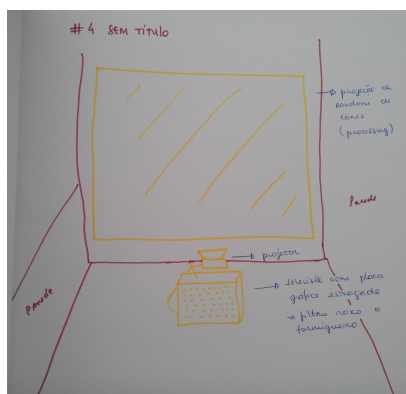 # 4 SEM TITULO
→ projeção de
random de
cores
(processing)
Parede
→ projetor
Parede
→ televisão com placa
gráfica estragada
→ filtro roxo e
formigueiro